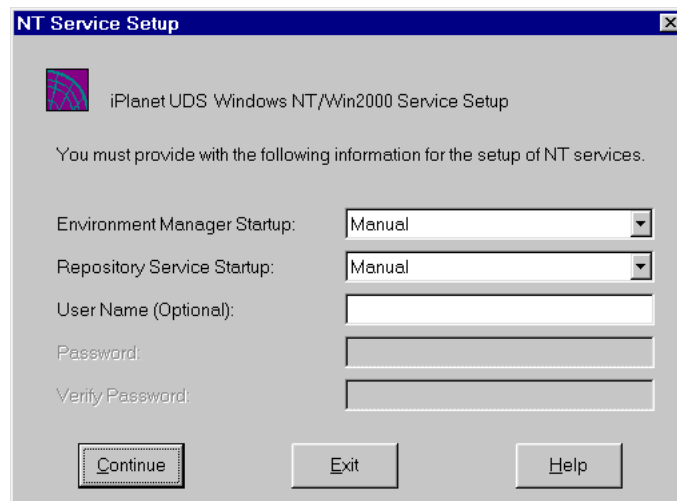 NT Service Setup
iPlanet UDS Windows NT/Win2000 Service Setup
You must provide with the following information for the setup of NT services.
Environment Manager Startup: Manual
Repository Service Startup: Manual
User Name (Optional):
Password:
Verify Password:
Continue Exit Help